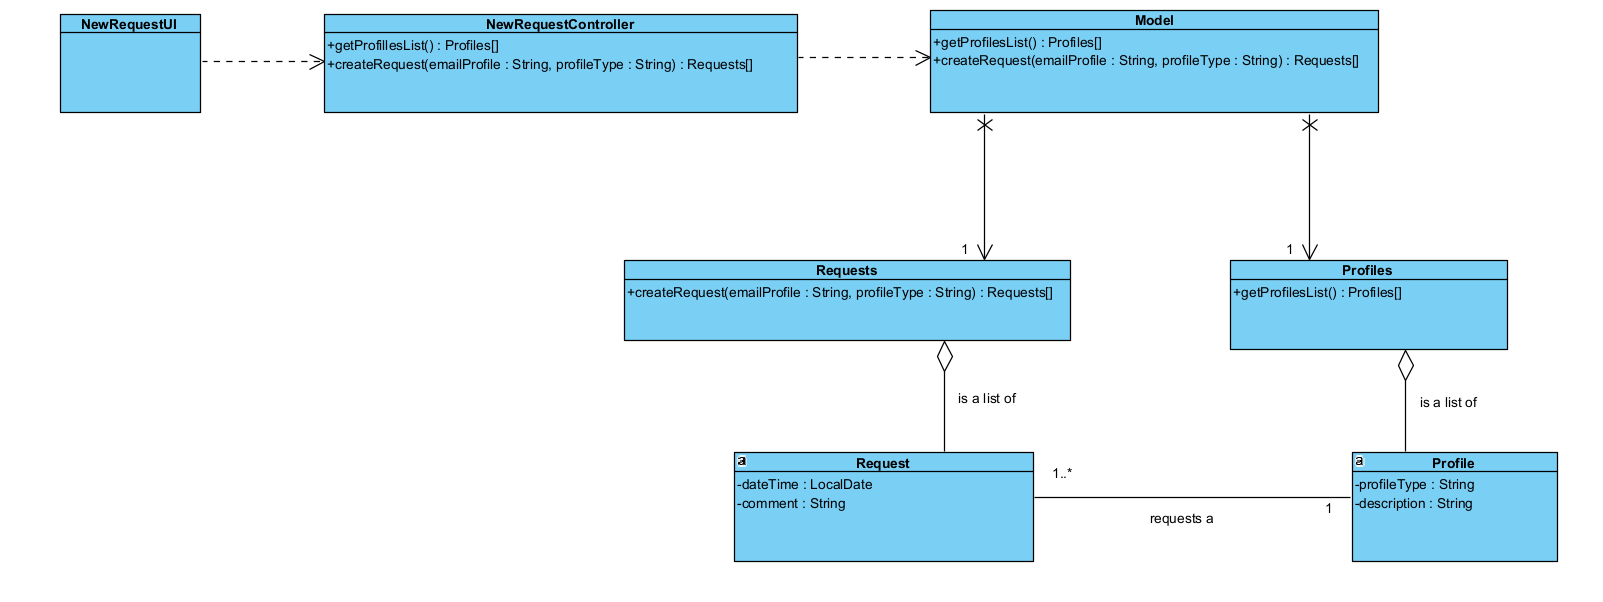 NewRequestUI
NewRequestController
+getProfillesList() : Profiles[]
+createRequest(emailProfile : String, profileType : String) : Requests[]
Model
+getProfilesList() : Profiles[]
+createRequest(emailProfile : String, profileType : String) : Requests[]
1
1
Requests
+createRequest(emailProfile : String, profileType : String) : Requests[]
Profiles
+getProfilesList() : Profiles[]
is a list of
is a list of
a
Request
-dateTime : LocalDate
-comment : String
1..*
requests a
1
a
Profile
-profileType : String
-description : String